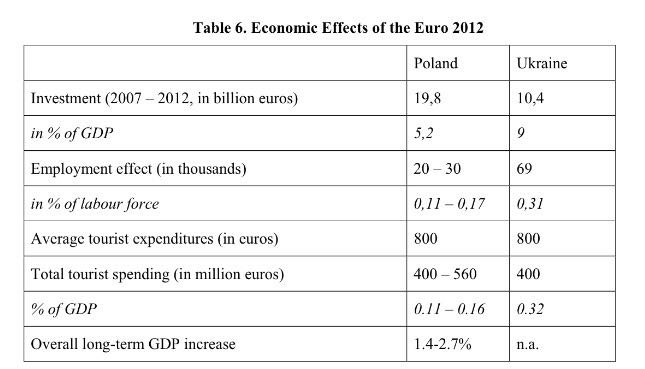 Table 6. Economic Effects of the Euro 2012
Poland Ukraine
Investment (2007 – 2012, in billion euros) 19,8 10,4
in % of GDP 5,2 9
Employment effect (in thousands) 20 – 30 69
in % of labour force 0,11 – 0,17 0,31
Average tourist expenditures (in euros) 800 800
Total tourist spending (in million euros) 400 – 560 400
% of GDP 0.11 – 0.16 0.32
Overall long-term GDP increase 1.4-2.7% n.a.